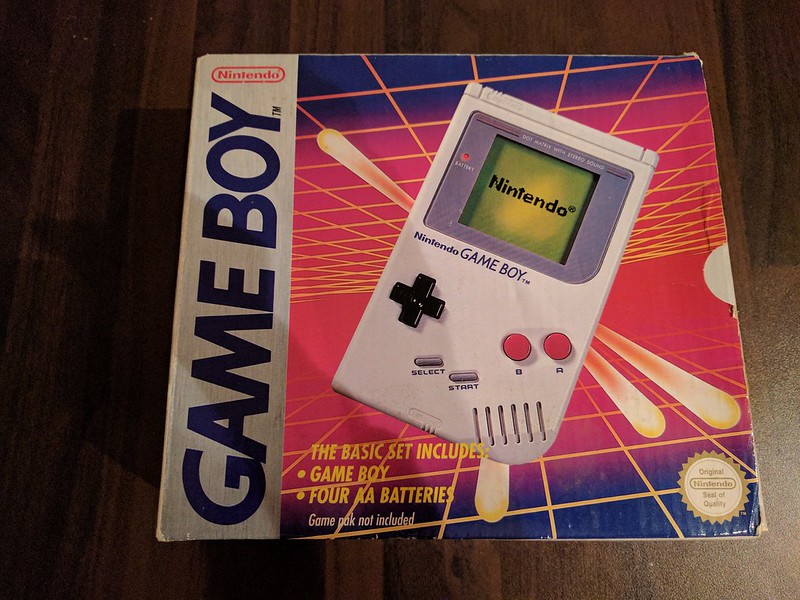 Nintendo
GAME BOY™
DOT MATRIX WITH STEREO SOUND
BATTERY
Nintendo®
Nintendo GAME BOY™
SELECT
START
B
A
THE BASIC SET INCLUDES:
• GAME BOY
• FOUR AA BATTERIES
Game pak not included
Original
Nintendo
Seal of
Quality
™